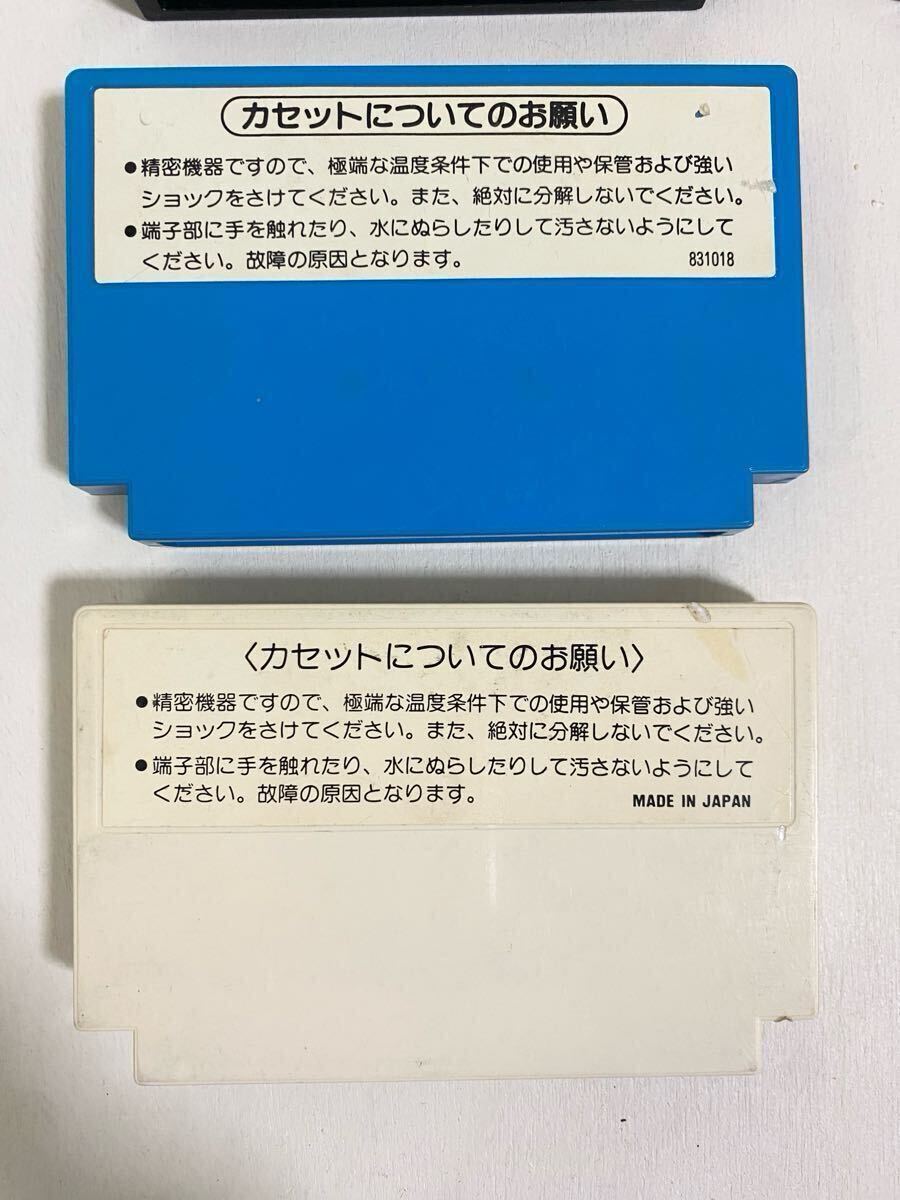 カセットについてのお願い
●精密機器ですので、極端な温度条件下での使用や保管および強い
ショックをさけてください。また、絶対に分解しないでください。
●端子部に手を触れたり、水にぬらしたりして汚さないようにして
ください。故障の原因となります。
831018
〈カセットについてのお願い〉
●精密機器ですので、極端な温度条件下での使用や保管および強い
ショックをさけてください。また、絶対に分解しないでください。
●端子部に手を触れたり、水にぬらしたりして汚さないようにして
ください。故障の原因となります。
MADE IN JAPAN